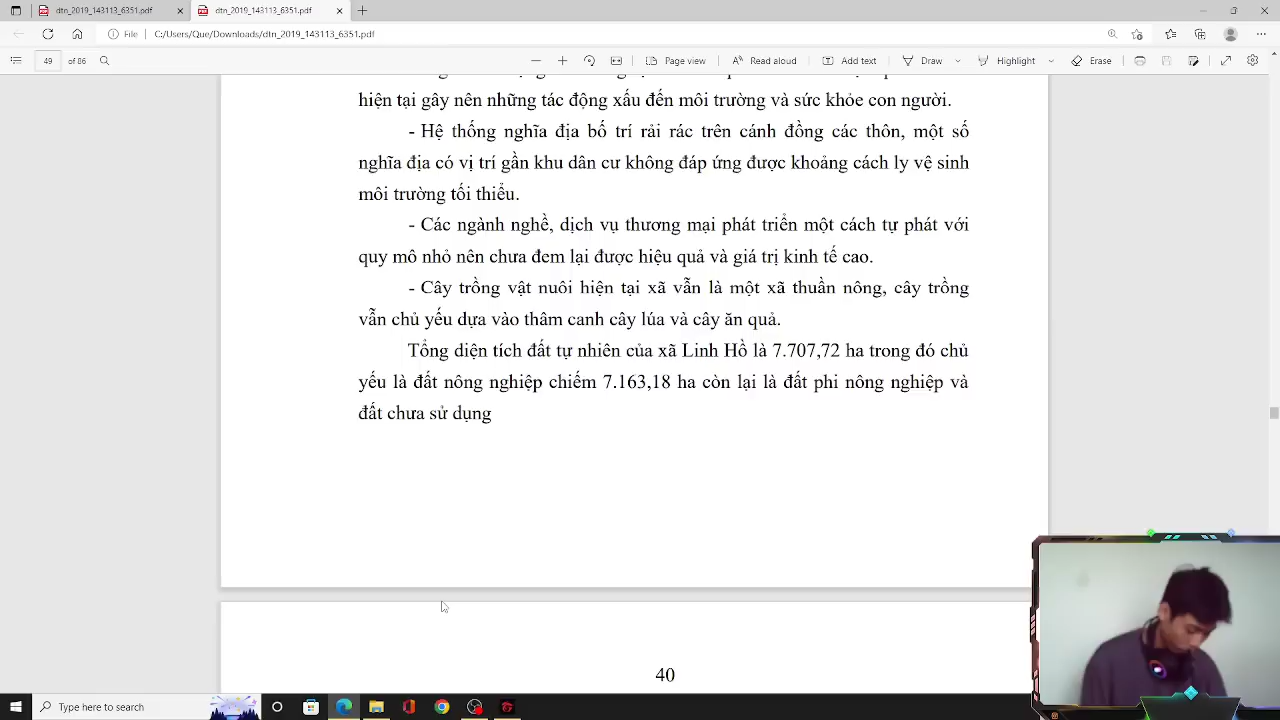 dtn_2019_143113_6351.pdf
dtn_2019_143113_6351.pdf
File
C:/Users/Que/Downloads/dtn_2019_143113_6351.pdf
49
of 86
Page view
Read aloud
Add text
Draw
Highlight
Erase
hiện tại gây nên những tác động xấu đến môi trường và sức khỏe con người.
- Hệ thống nghĩa địa bố trí rải rác trên cánh đồng các thôn, một số
nghĩa địa có vị trí gần khu dân cư không đáp ứng được khoảng cách ly vệ sinh
môi trường tối thiểu.
- Các ngành nghề, dịch vụ thương mại phát triển một cách tự phát với
quy mô nhỏ nên chưa đem lại được hiệu quả và giá trị kinh tế cao.
- Cây trồng vật nuôi hiện tại xã vẫn là một xã thuần nông, cây trồng
vẫn chủ yếu dựa vào thâm canh cây lúa và cây ăn quả.
Tổng diện tích đất tự nhiên của xã Linh Hồ là 7.707,72 ha trong đó chủ
yếu là đất nông nghiệp chiếm 7.163,18 ha còn lại là đất phi nông nghiệp và
đất chưa sử dụng
40
Type here to search